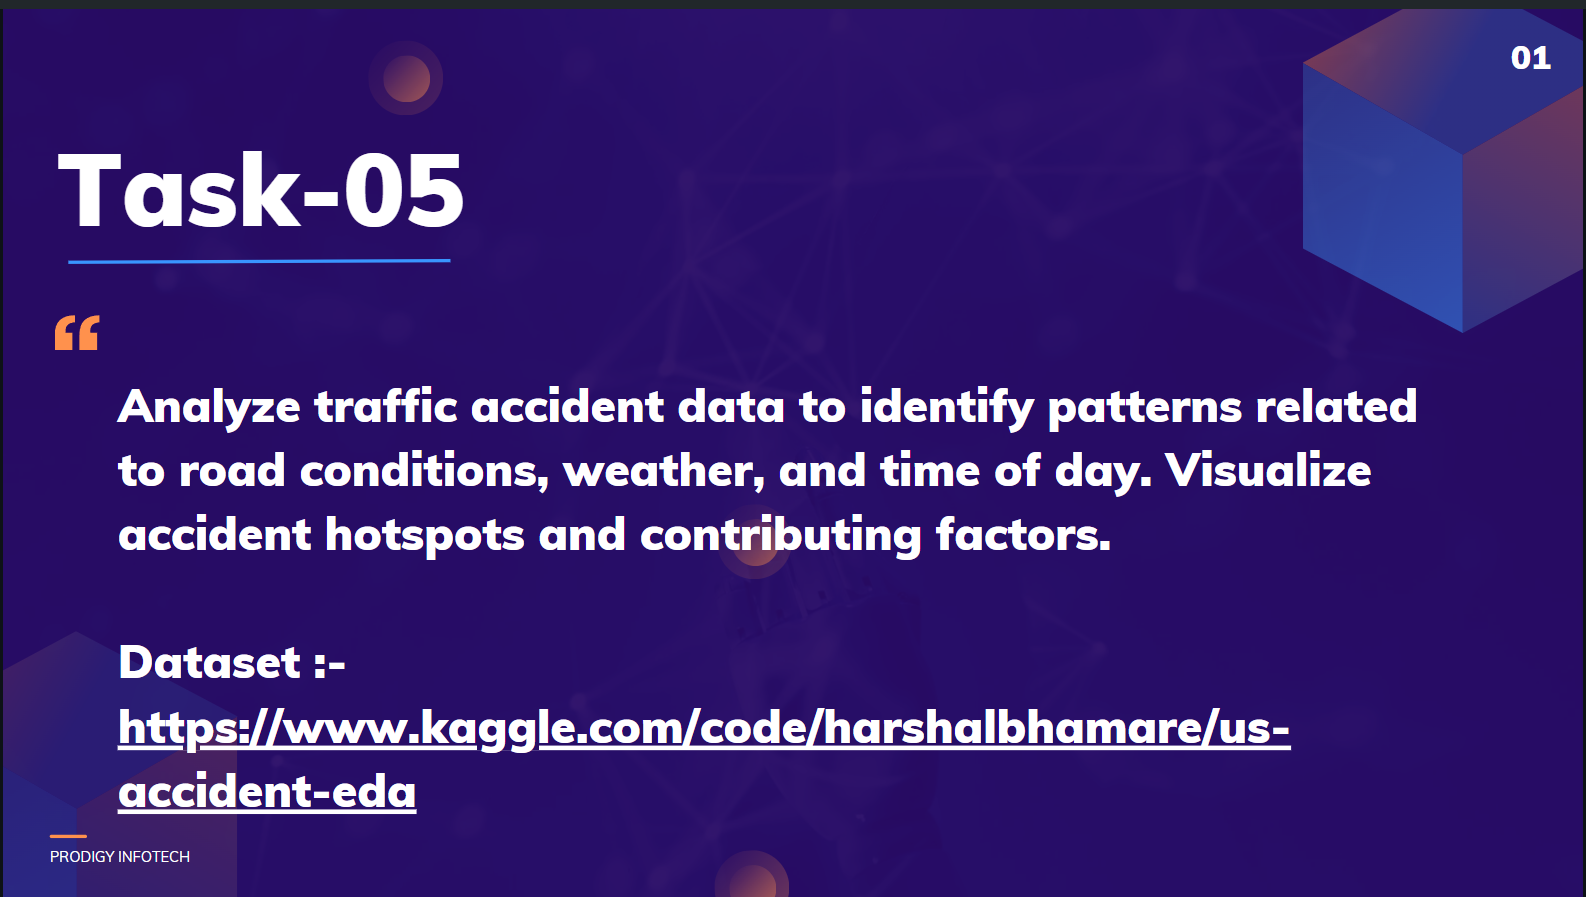 01
Task-05
“
Analyze traffic accident data to identify patterns related
to road conditions, weather, and time of day. Visualize
accident hotspots and contributing factors.
Dataset :-
https://www.kaggle.com/code/harshalbhamare/us-
accident-eda
PRODIGY INFOTECH